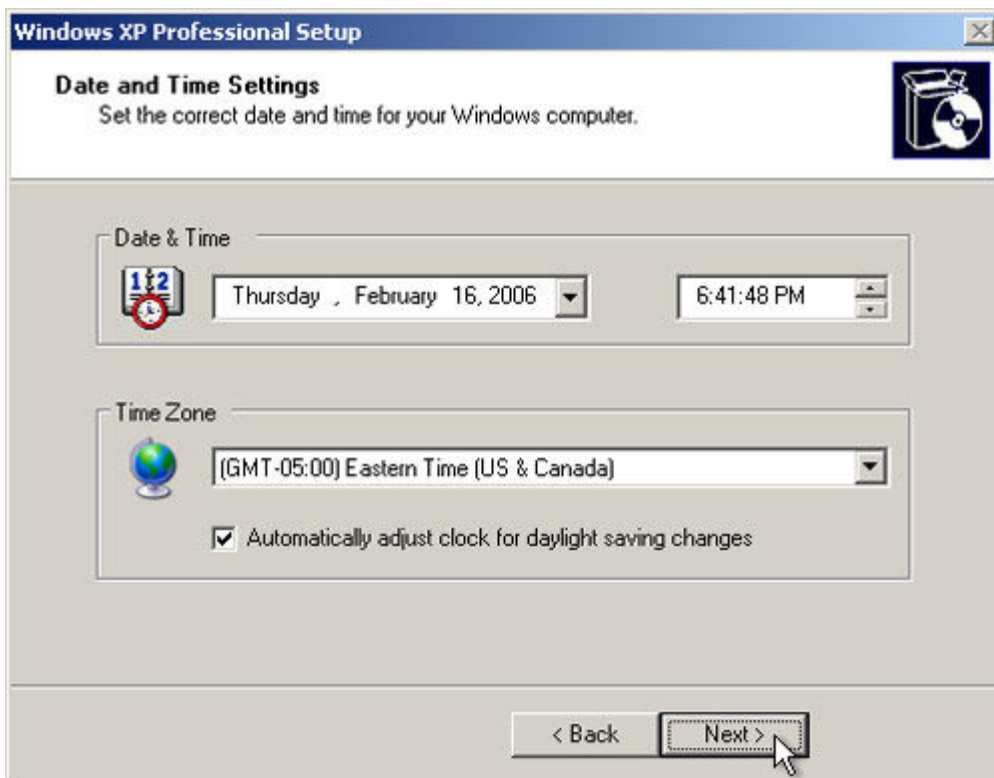 Windows XP Professional Setup
Date and Time Settings
Set the correct date and time for your Windows computer.
Date & Time
12
Thursday , February 16, 2006
6:41:48 PM
Time Zone
(GMT-05:00) Eastern Time (US & Canada)
Automatically adjust clock for daylight saving changes
< Back
Next >